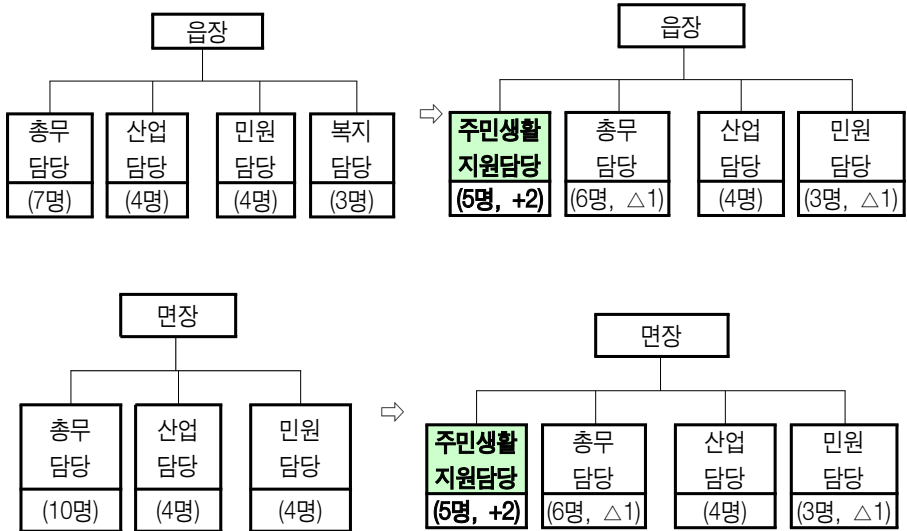 읍장
총무
담당
(7명)
산업
담당
(4명)
민원
담당
(4명)
복지
담당
(3명)
⇨
읍장
주민생활
지원담당
(5명, +2)
총무
담당
(6명, △1)
산업
담당
(4명)
민원
담당
(3명, △1)
면장
총무
담당
(10명)
산업
담당
(4명)
민원
담당
(4명)
⇨
면장
주민생활
지원담당
(5명, +2)
총무
담당
(6명, △1)
산업
담당
(4명)
민원
담당
(3명, △1)